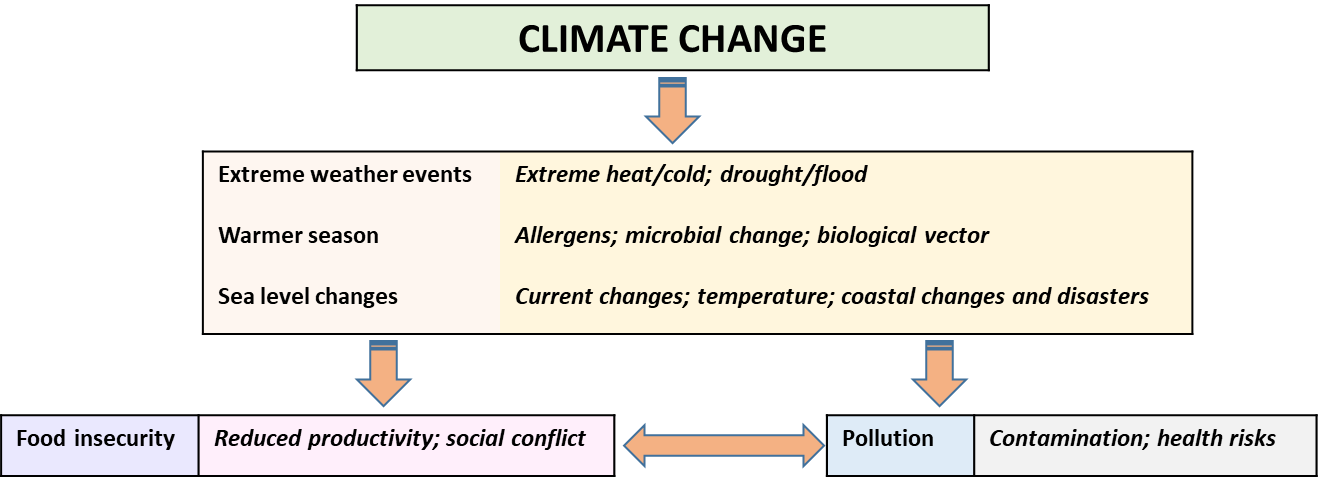 CLIMATE CHANGE
Extreme weather events Extreme heat/cold; drought/flood
Warmer season Allergens; microbial change; biological vector
Sea level changes Current changes; temperature; coastal changes and disasters
Food insecurity Reduced productivity; social conflict Pollution Contamination; health risks